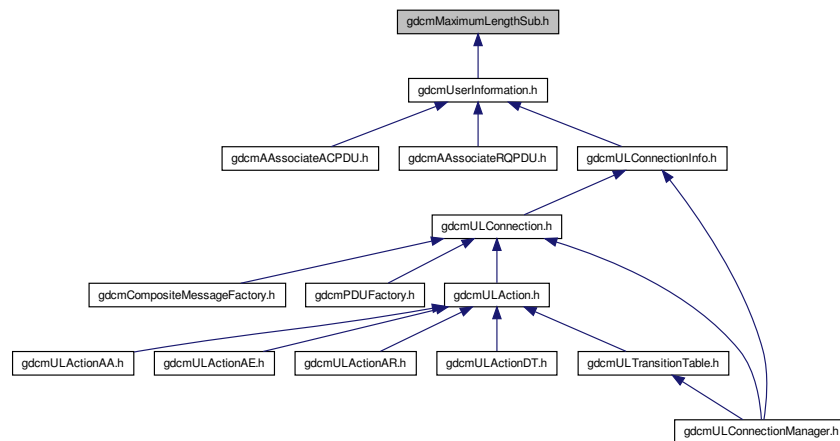 gdcmMaximumLengthSub.h
gdcmUserInformation.h
gdcmAAssociateACPDU.h
gdcmAAssociateRQPDU.h
gdcmULConnectionInfo.h
gdcmULConnection.h
gdcmCompositeMessageFactory.h
gdcmPDUFactory.h
gdcmULAction.h
gdcmULActionAA.h
gdcmULActionAE.h
gdcmULActionAR.h
gdcmULActionDT.h
gdcmULTransitionTable.h
gdcmULConnectionManager.h